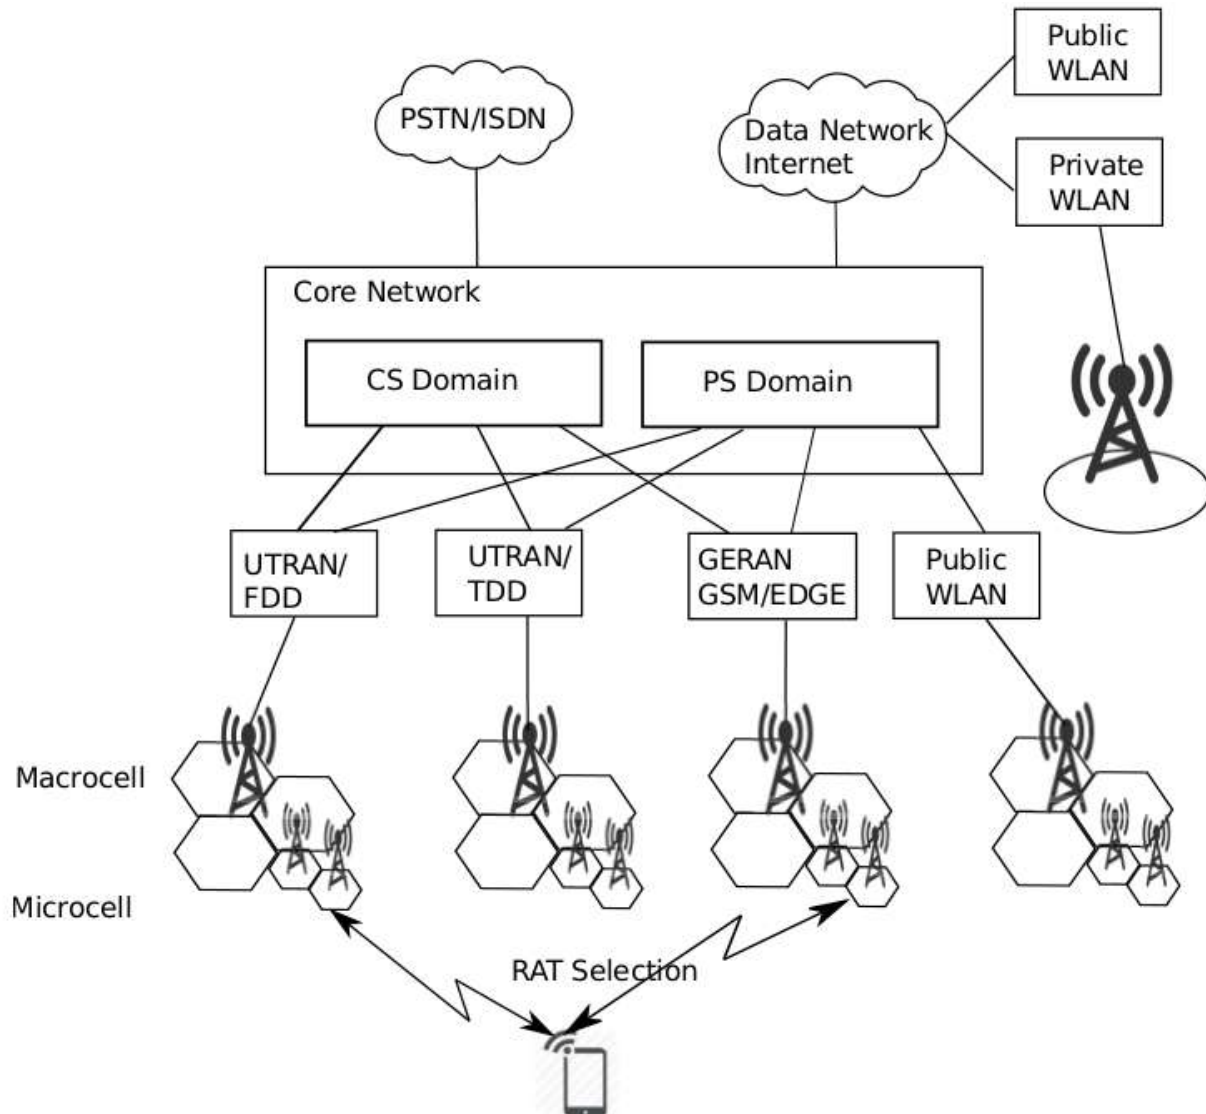 Public
WLAN
PSTN/ISDN
Data Network
Internet
Private
WLAN
Core Network
CS Domain
PS Domain
UTRAN/
FDD
UTRAN/
TDD
GERAN
GSM/EDGE
Public
WLAN
Macrocell
Microcell
RAT Selection